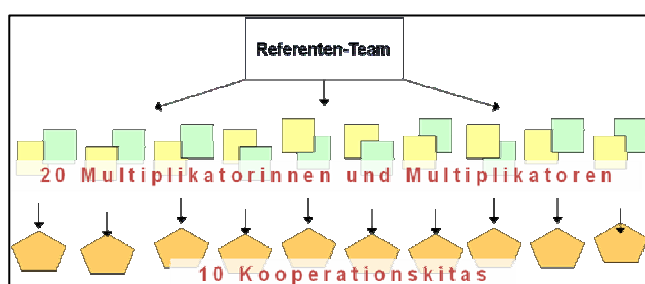 Referenten-Team
20 Multiplikatorinnen und Multiplikatoren
10 Kooperationskitas